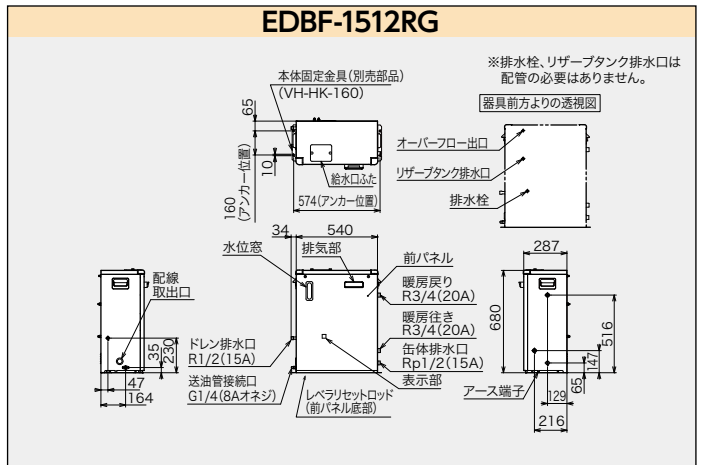 EDBF-1512RG
※排水栓、リザーブタンク排水口は
配管の必要はありません。
本体固定金具(別売部品)
(VH-HK-160)
器具前方よりの透視図
65
10
160
(アンカー位置)
給水口ふた
574(アンカー位置)
オーバーフロー出口
リザーブタンク排水口
排水栓
34
540
水位窓
排気部
前パネル
暖房戻り
R3/4(20A)
暖房往き
R3/4(20A)
缶体排水口
Rp1/2(15A)
表示部
配線
取出口
35
230
47
164
ドレン排水口
R1/2(15A)
送油管接続口
G1/4(8Aオネジ)
レベラリセットロッド
(前パネル底部)
287
680
516
147
65
アース端子
129
216